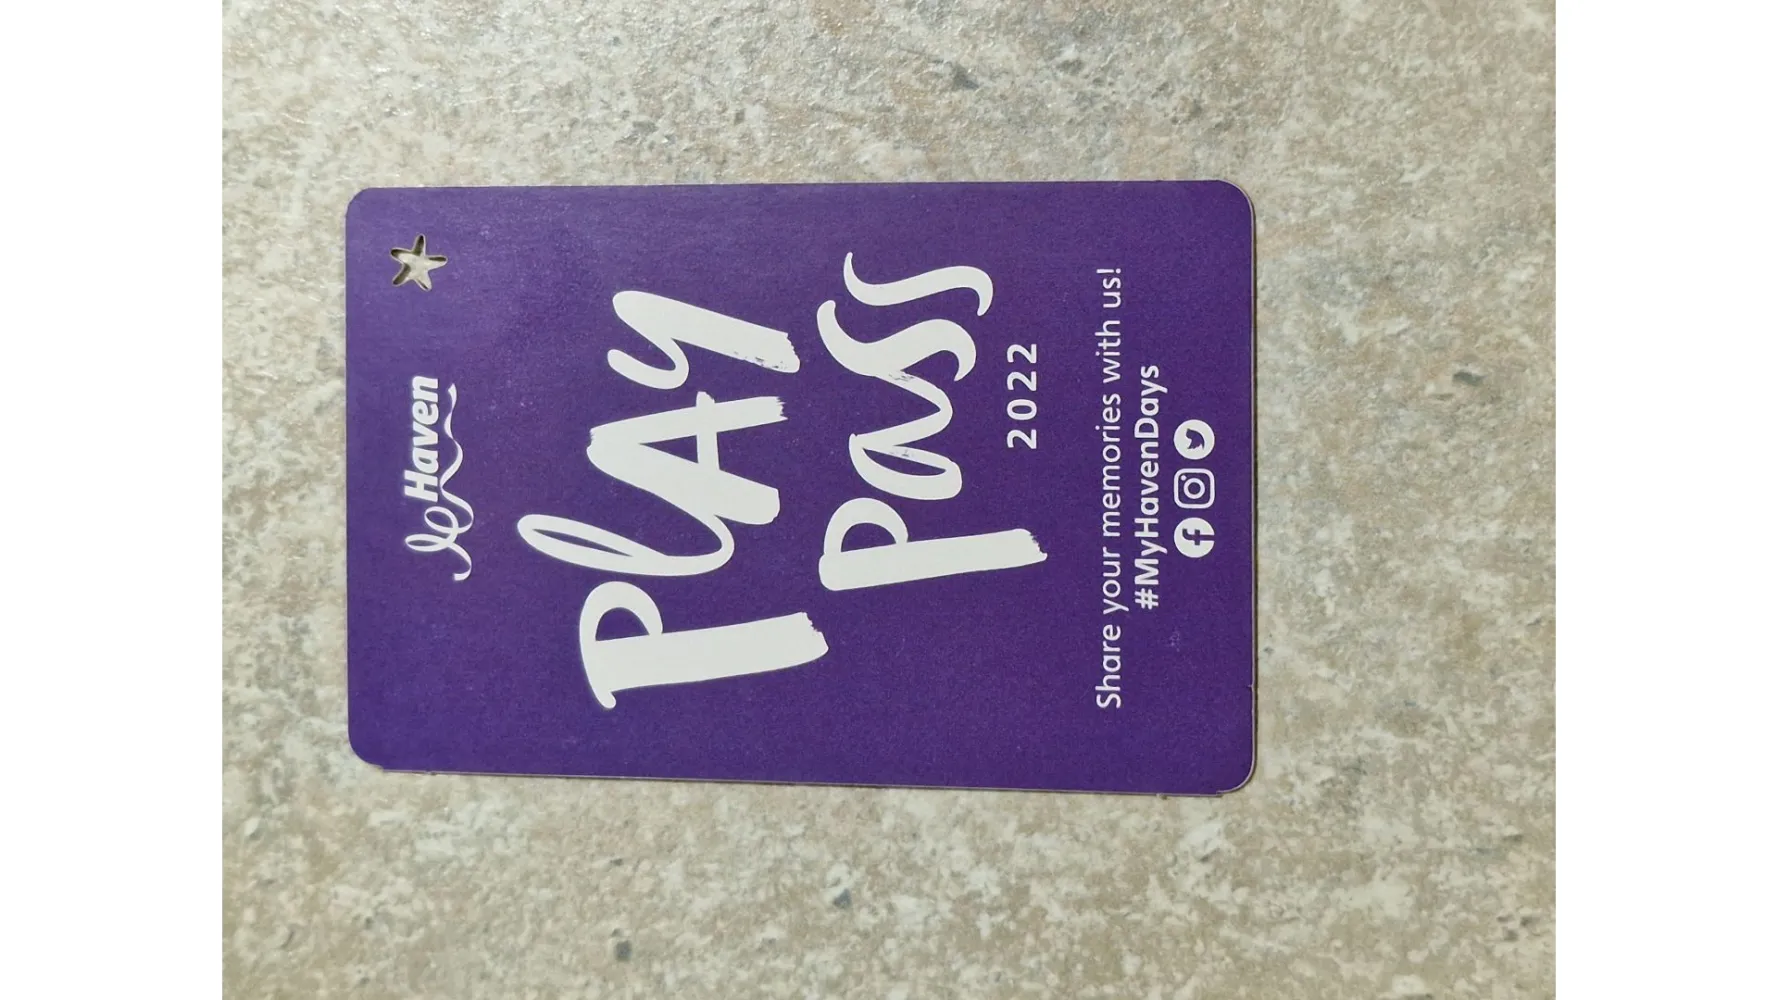 Haven
PlAy
Pass
2022
Share your memories with us!
#MyHavenDays